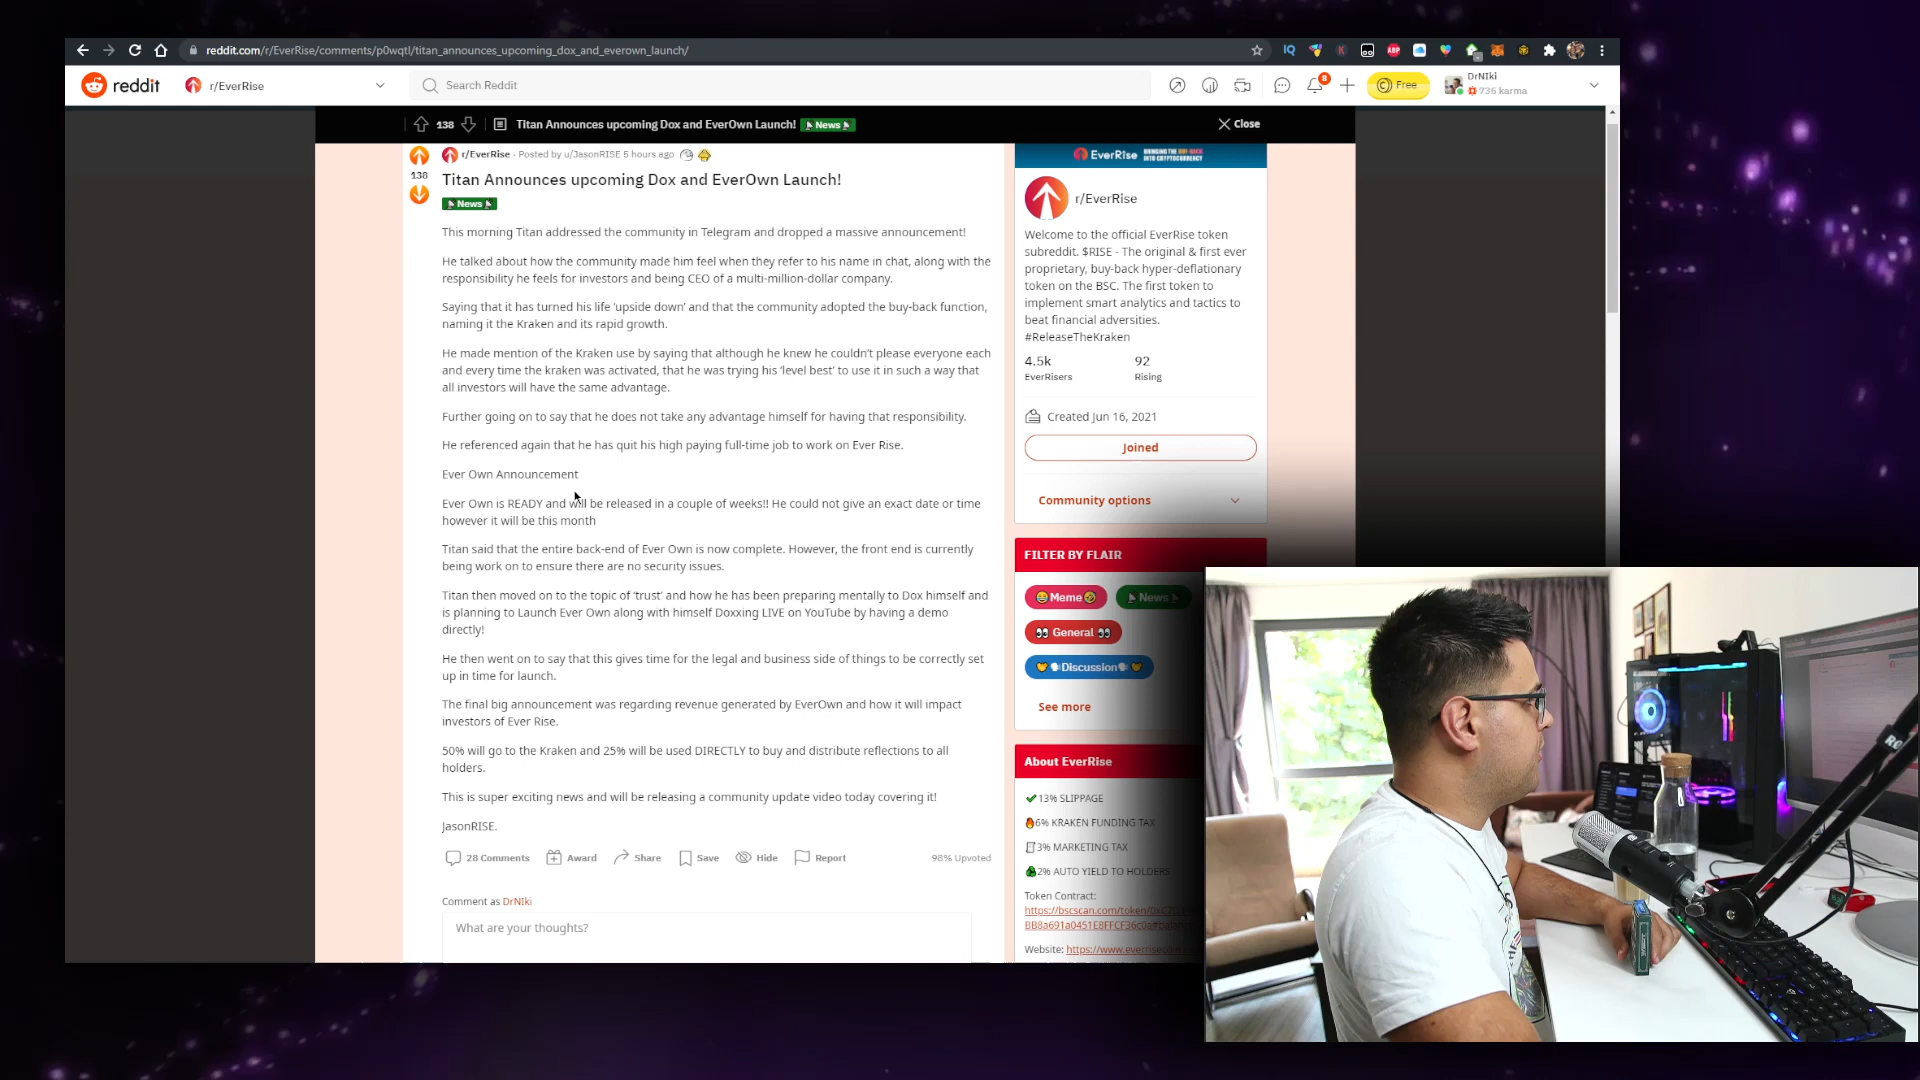 reddit.com/r/EverRise/comments/p0wqtl/titan_announces_upcoming_dox_and_everown_launch/
reddit
r/EverRise
Search Reddit
8
Free
DrNIki
735 karma
138
Titan Announces upcoming Dox and EverOwn Launch!
News
Close
r/EverRise · Posted by u/JasonRISE 5 hours ago
138
Titan Announces upcoming Dox and EverOwn Launch!
News
This morning Titan addressed the community in Telegram and dropped a massive announcement!
He talked about how the community made him feel when they refer to his name in chat, along with the
responsibility he feels for investors and being CEO of a multi-million-dollar company.
Saying that it has turned his life ‘upside down’ and that the community adopted the buy-back function,
naming it the Kraken and its rapid growth.
He made mention of the Kraken use by saying that although he knew he couldn’t please everyone each
and every time the kraken was activated, that he was trying his ‘level best’ to use it in such a way that
all investors will have the same advantage.
Further going on to say that he does not take any advantage himself for having that responsibility.
He referenced again that he has quit his high paying full-time job to work on Ever Rise.
Ever Own Announcement
Ever Own is READY and will be released in a couple of weeks!! He could not give an exact date or time
however it will be this month
Titan said that the entire back-end of Ever Own is now complete. However, the front end is currently
being work on to ensure there are no security issues.
Titan then moved on to the topic of ‘trust’ and how he has been preparing mentally to Dox himself and
is planning to Launch Ever Own along with himself Doxxing LIVE on YouTube by having a demo
directly!
He then went on to say that this gives time for the legal and business side of things to be correctly set
up in time for launch.
The final big announcement was regarding revenue generated by EverOwn and how it will impact
investors of Ever Rise.
50% will go to the Kraken and 25% will be used DIRECTLY to buy and distribute reflections to all
holders.
This is super exciting news and will be releasing a community update video today covering it!
JasonRISE.
28 Comments
Award
Share
Save
Hide
Report
98% Upvoted
Comment as DrNIki
What are your thoughts?
EverRise
BRINGING THE BUY-BACK
INTO CRYPTOCURRENCY
r/EverRise
Welcome to the official EverRise token
subreddit. $RISE - The original & first ever
proprietary, buy-back hyper-deflationary
token on the BSC. The first token to
implement smart analytics and tactics to
beat financial adversities.
#ReleaseTheKraken
4.5k
EverRisers
92
Rising
Created Jun 16, 2021
Joined
Community options
FILTER BY FLAIR
Meme
News
General
Discussion
See more
About EverRise
13% SLIPPAGE
6% KRAKEN FUNDING TAX
3% MARKETING TAX
2% AUTO YIELD TO HOLDERS
Token Contract:
https://bscscan.com/token/0xC7D
BB8a691a0451E8FFCF36c0a#balan
Website: https://www.everrisecoin